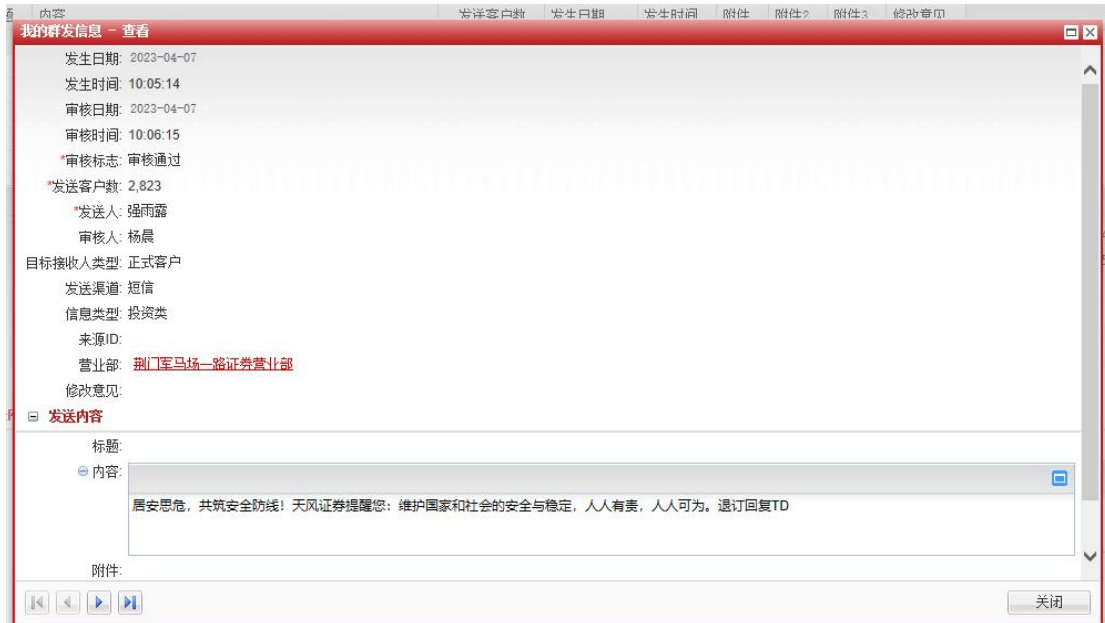 内容 发送客户数 发生日期 发生时间 附件 附件2 附件3 修改意见
我的群发信息 - 查看
发生日期: 2023-04-07
发生时间: 10:05:14
审核日期: 2023-04-07
审核时间: 10:06:15
*审核标志: 审核通过
*发送客户数: 2,823
*发送人: 强雨露
审核人: 杨晨
目标接收人类型: 正式客户
发送渠道: 短信
信息类型: 投资类
来源ID:
营业部: 荆门军马场一路证券营业部
修改意见:
发送内容
标题:
内容:
居安思危，共筑安全防线！天风证券提醒您：维护国家和社会的安全与稳定，人人有责，人人可为。退订回复TD
附件:
关闭